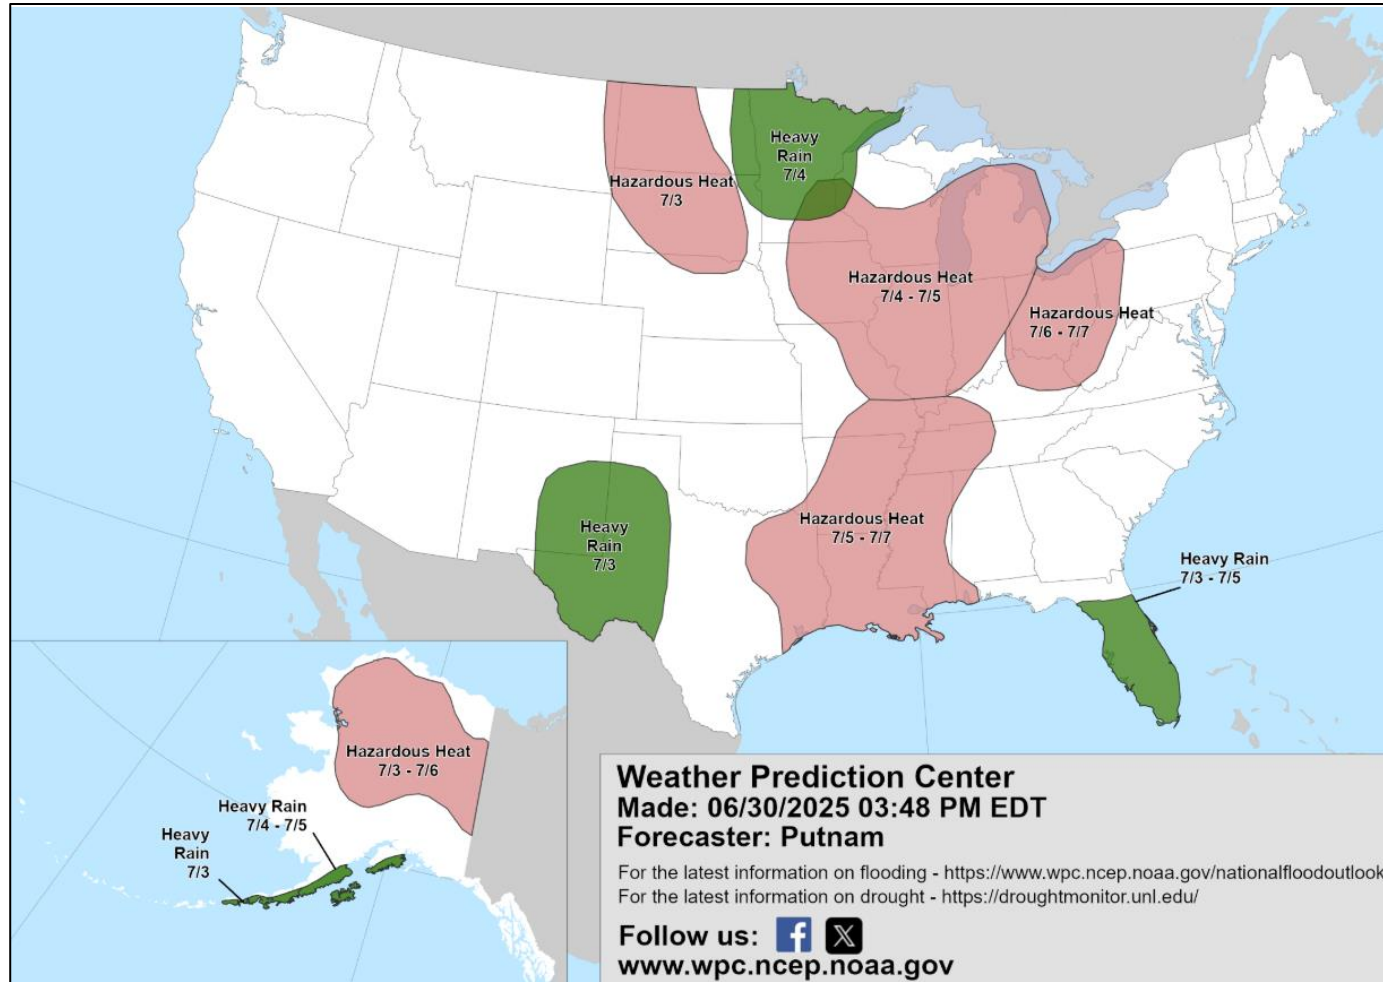 Heavy
Rain
7/4
Hazardous Heat
7/3
Hazardous Heat
7/4 - 7/5
Hazardous Heat
7/6 - 7/7
Heavy
Rain
7/3
Hazardous Heat
7/5 - 7/7
Heavy Rain
7/3 - 7/5
Hazardous Heat
7/3 - 7/6
Heavy Rain
7/4 - 7/5
Heavy
Rain
7/3
Weather Prediction Center
Made: 06/30/2025 03:48 PM EDT
Forecaster: Putnam
For the latest information on flooding - https://www.wpc.ncep.noaa.gov/nationalfloodoutlook
For the latest information on drought - https://droughtmonitor.unl.edu/
Follow us:
www.wpc.ncep.noaa.gov